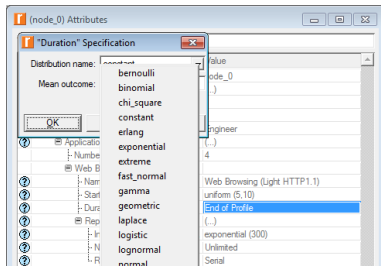 (node_0) Attributes
"Duration" Specification
Distribution name:
bernoulli
Mean outcome:
binomial
chi_square
constant
OK
erlang
exponential
extreme
fast_normal
gamma
geometric
laplace
logistic
lognormal
normal
Value
node_0
(...)
Engineer
Applicatio (...)
Numbe 4
Web B
Nam Web Browsing (Light HTTP1.1)
Start uniform (5,10)
Dura End of Profile
Rep (...)
In exponential (300)
N Unlimited
R Serial